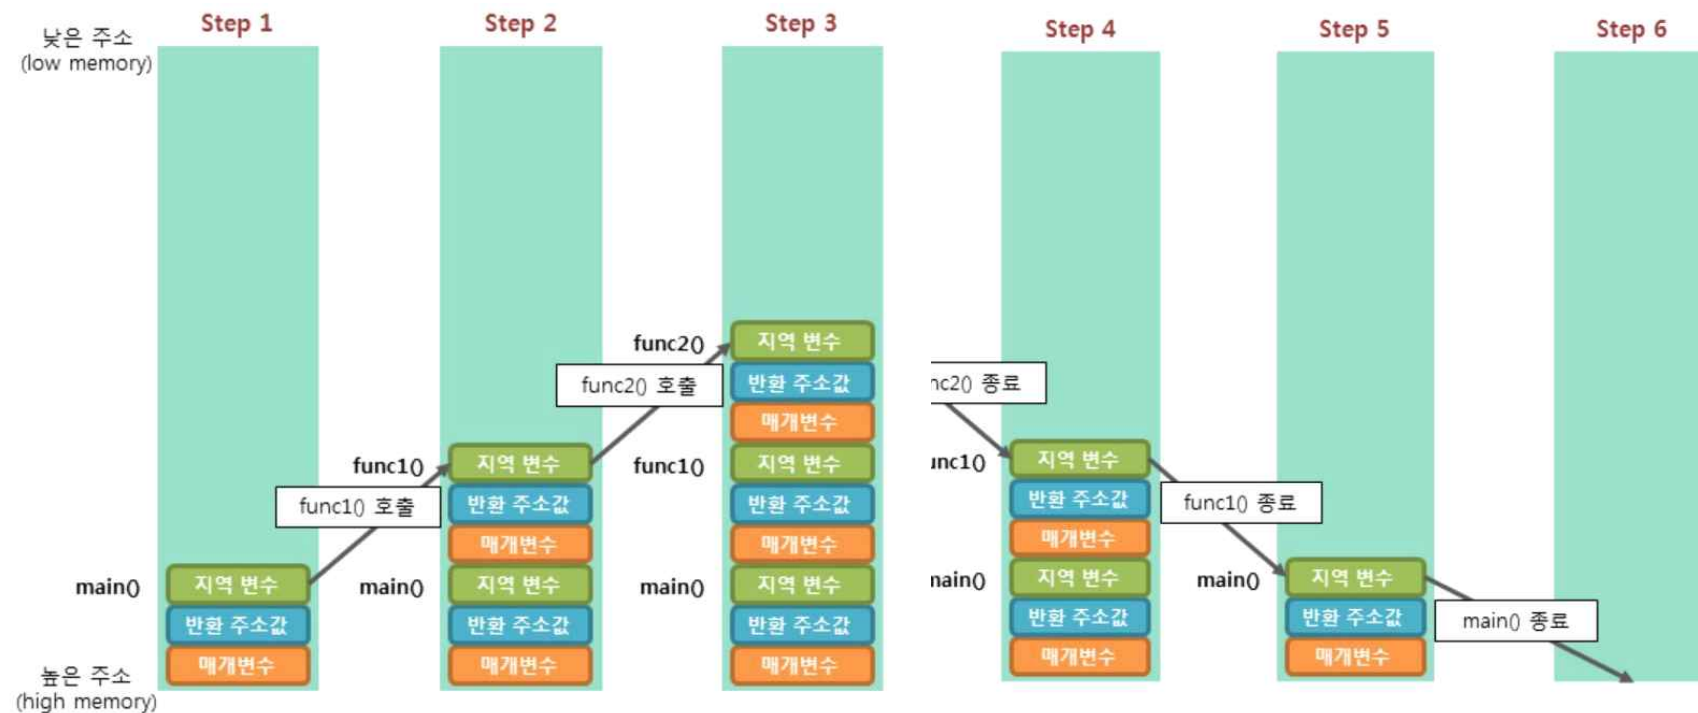 낮은 주소
(low memory)
Step 1
Step 2
Step 3
Step 4
Step 5
Step 6
func2()
지역 변수
func2() 호출
반환 주소값
매개변수
nc2() 종료
func1()
지역 변수
func1()
지역 변수
unc1()
지역 변수
func1() 호출
반환 주소값
반환 주소값
반환 주소값
func1() 종료
매개변수
매개변수
매개변수
main()
지역 변수
main()
지역 변수
main()
지역 변수
main()
지역 변수
main()
지역 변수
반환 주소값
반환 주소값
반환 주소값
반환 주소값
반환 주소값
main() 종료
매개변수
매개변수
매개변수
매개변수
매개변수
높은 주소
(high memory)